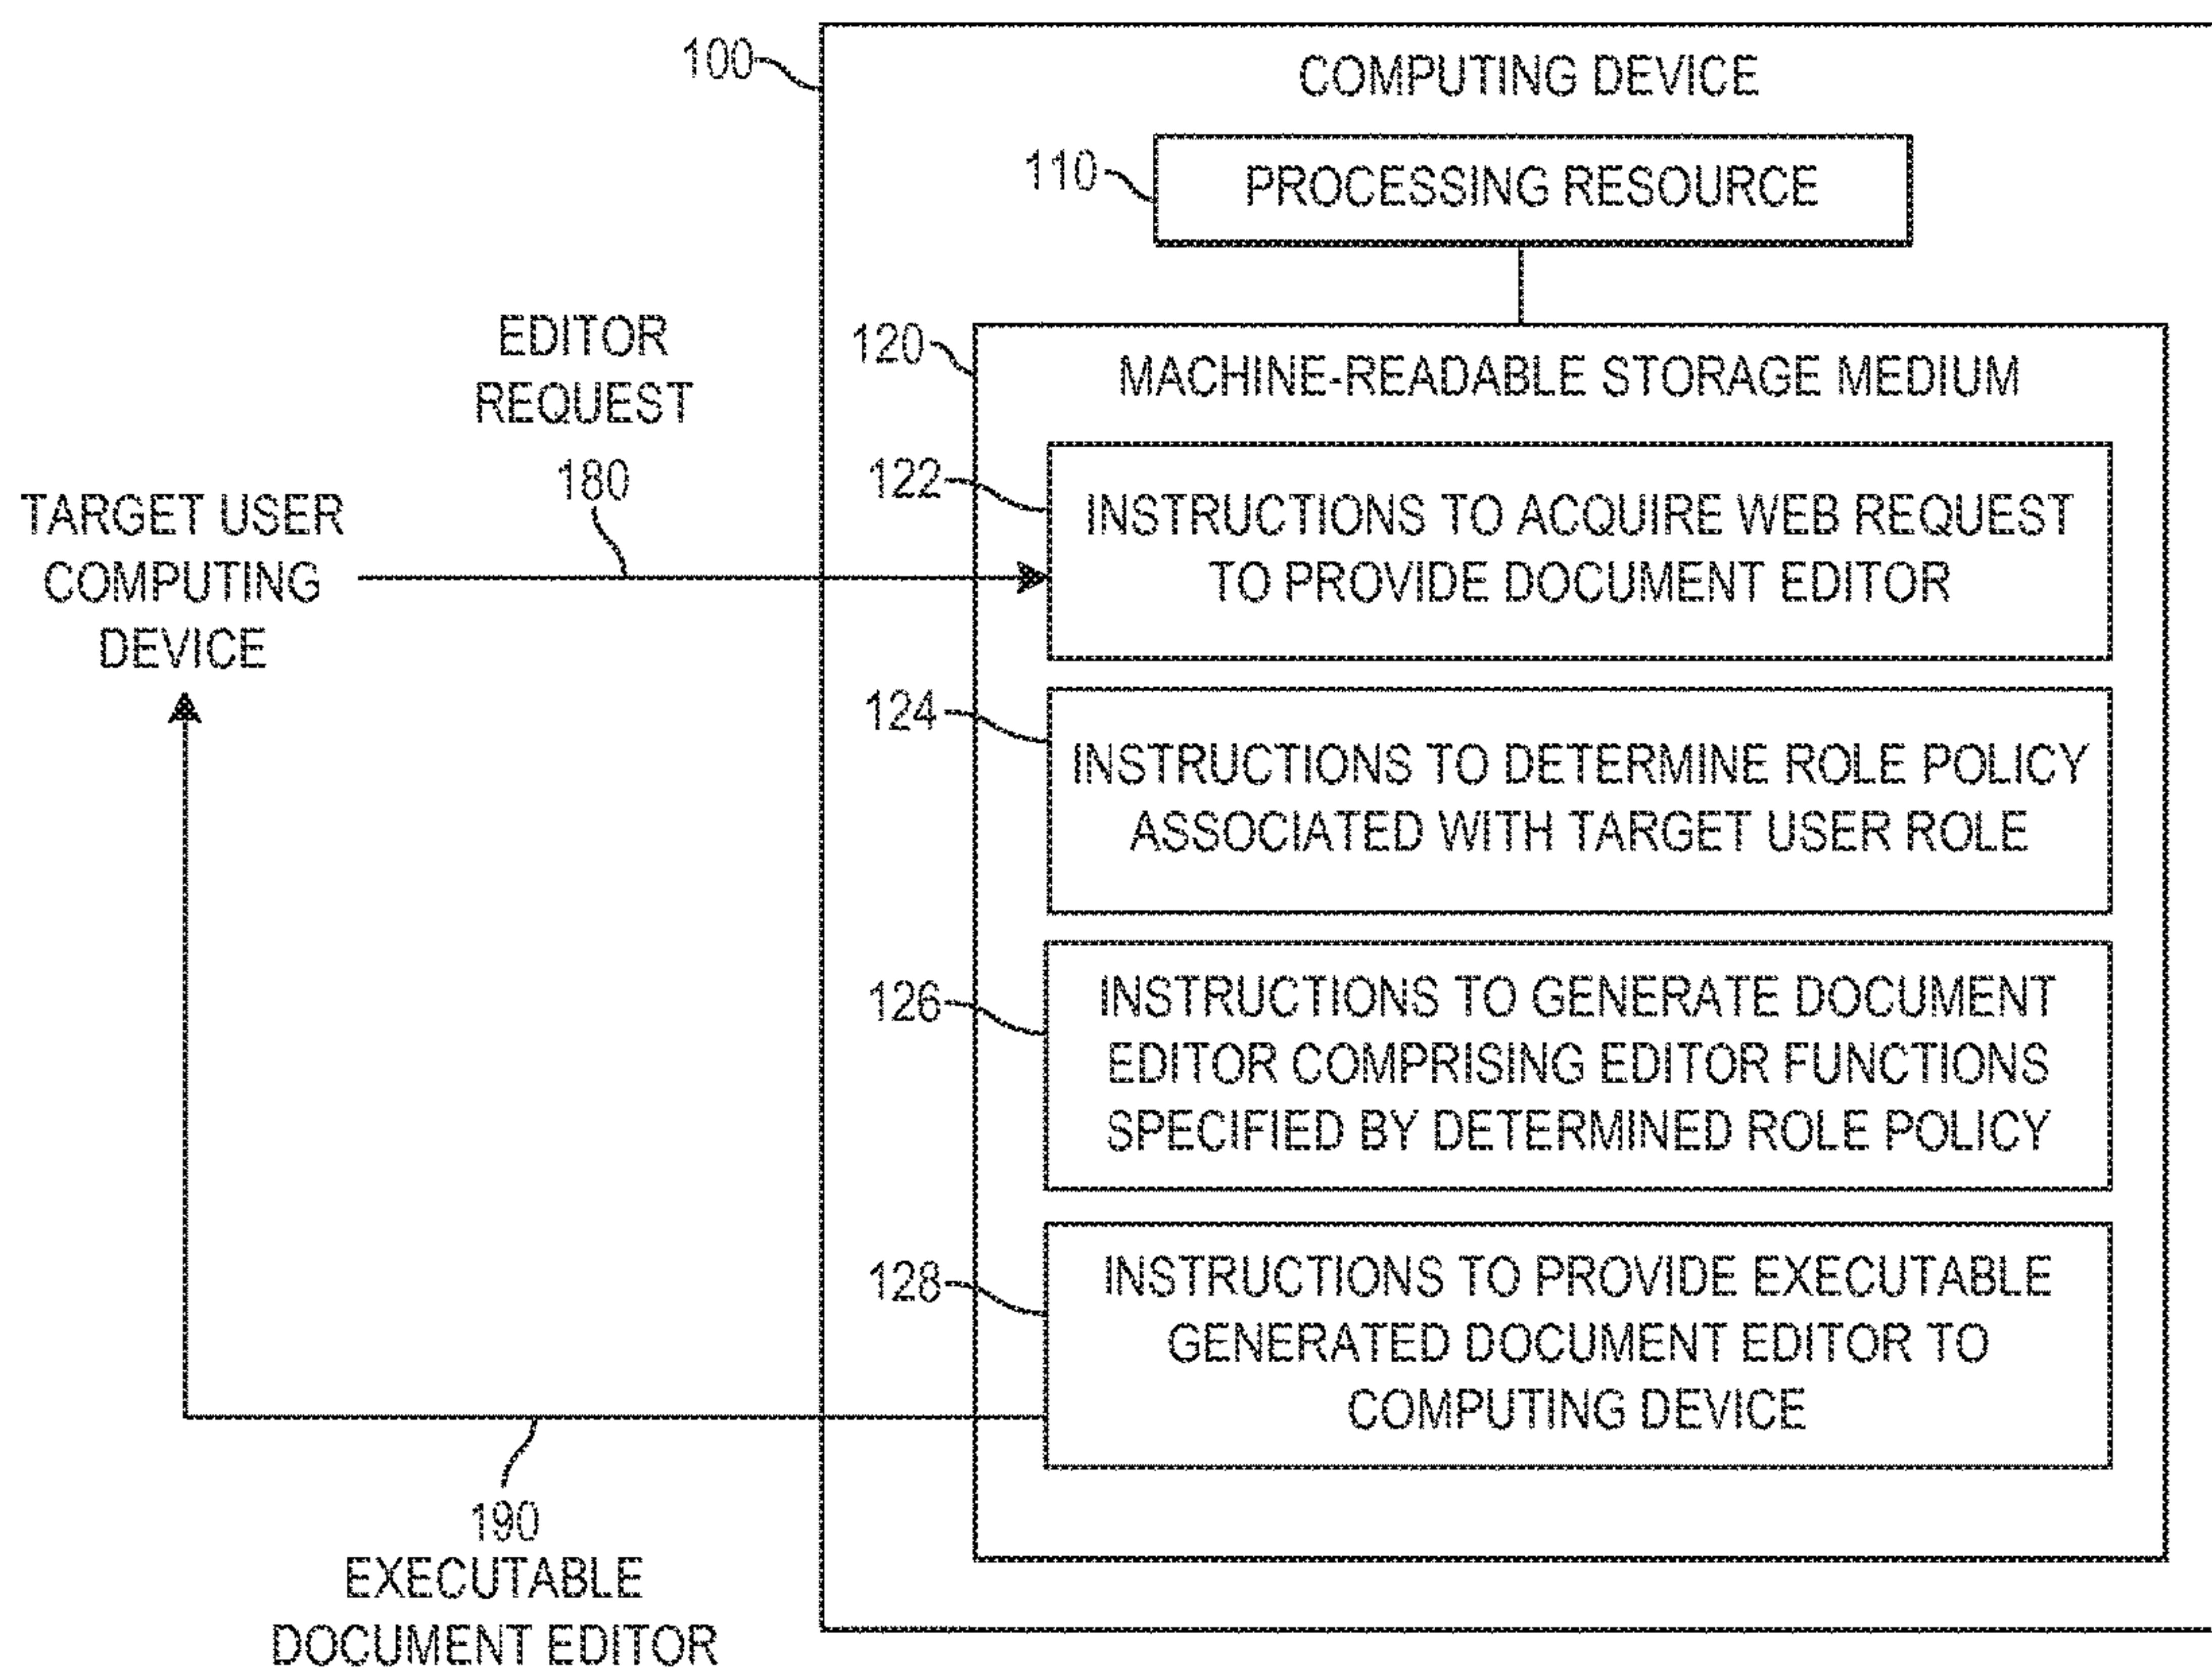 100
COMPUTING DEVICE
110
PROCESSING RESOURCE
120
MACHINE-READABLE STORAGE MEDIUM
EDITOR
REQUEST
180
TARGET USER
COMPUTING
DEVICE
122
INSTRUCTIONS TO ACQUIRE WEB REQUEST
TO PROVIDE DOCUMENT EDITOR
124
INSTRUCTIONS TO DETERMINE ROLE POLICY
ASSOCIATED WITH TARGET USER ROLE
126
INSTRUCTIONS TO GENERATE DOCUMENT
EDITOR COMPRISING EDITOR FUNCTIONS
SPECIFIED BY DETERMINED ROLE POLICY
128
INSTRUCTIONS TO PROVIDE EXECUTABLE
GENERATED DOCUMENT EDITOR TO
COMPUTING DEVICE
190
EXECUTABLE
DOCUMENT EDITOR